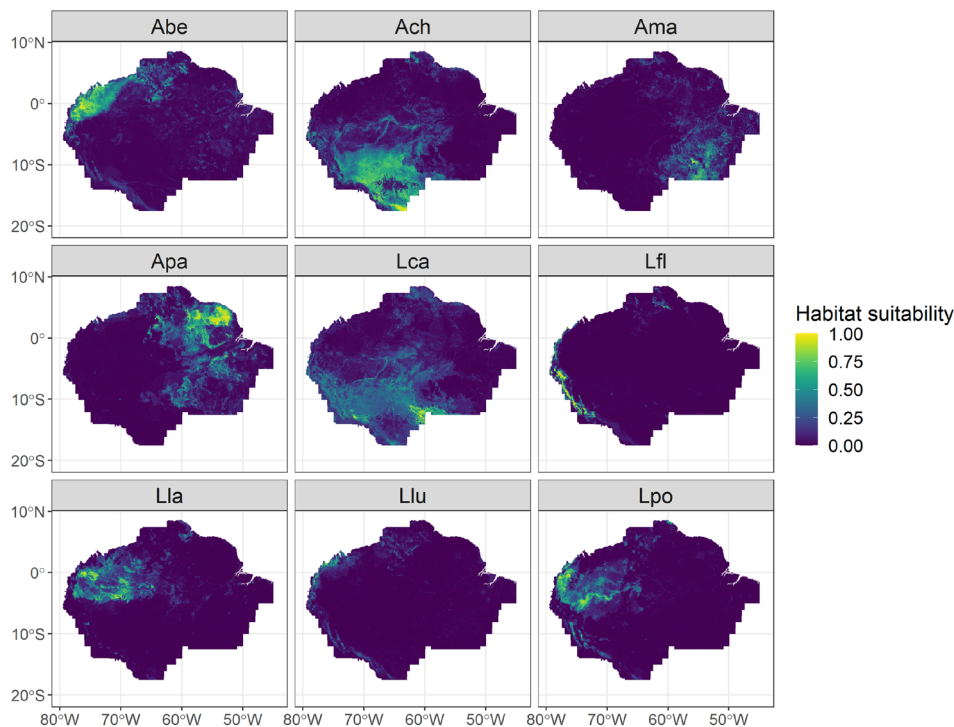 Abe Ach Ama
10°N
0°
10°S
20°S
Apa Lca Lfl
10°N
0°
10°S
20°S
Habitat suitability
1.00
0.75
0.50
0.25
0.00
Lla Llu Lpo
10°N
0°
10°S
20°S
80°W 70°W 60°W 50°W 80°W 70°W 60°W 50°W 80°W 70°W 60°W 50°W